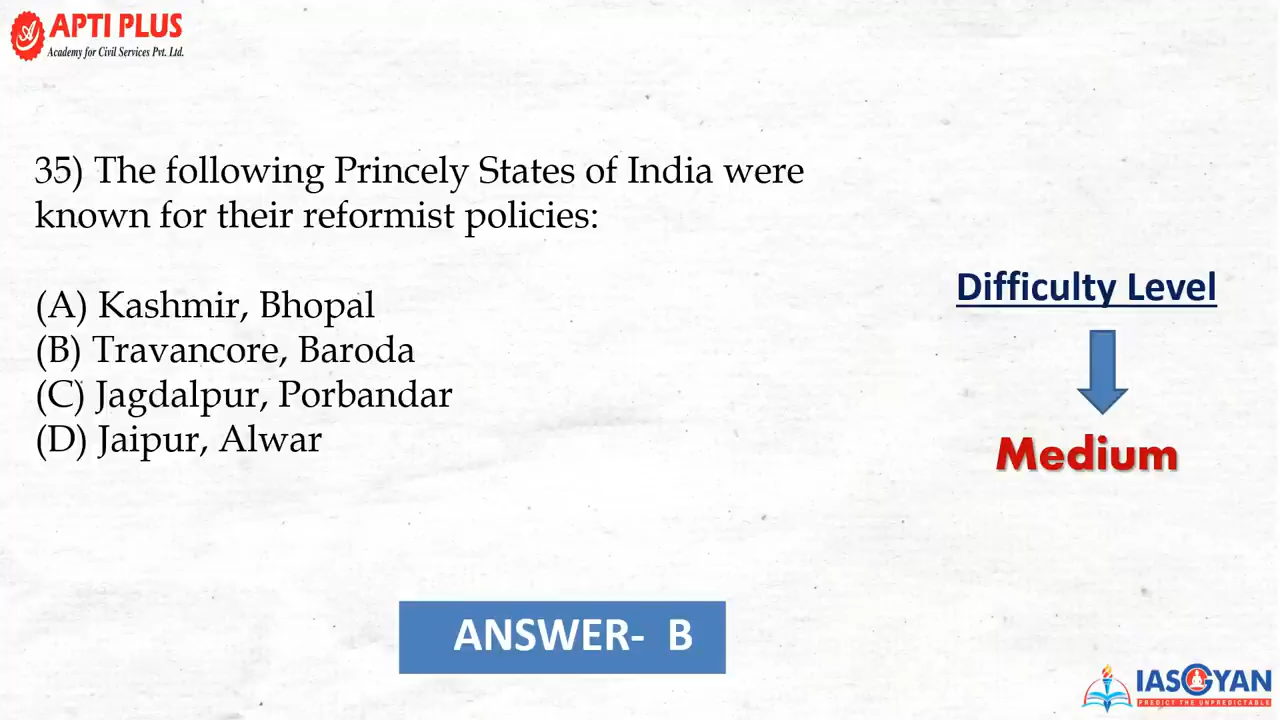 APTI PLUS
Academy for Civil Services Pvt. Ltd.
35) The following Princely States of India were
known for their reformist policies:
(A) Kashmir, Bhopal
(B) Travancore, Baroda
(C) Jagdalpur, Porbandar
(D) Jaipur, Alwar
Difficulty Level
Medium
ANSWER- B
IASGYAN
PREDICT THE UNPREDICTABLE